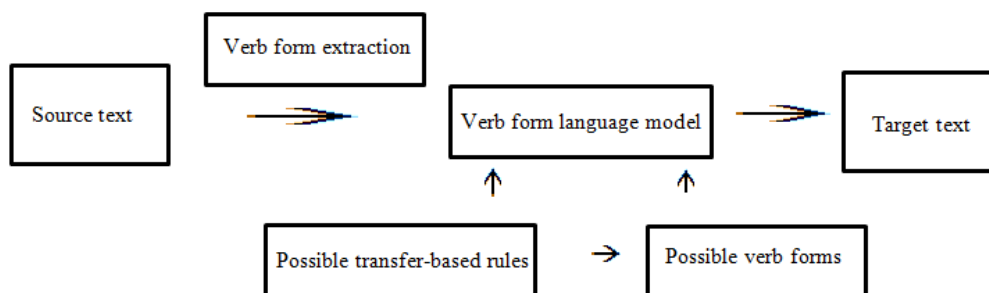 Verb form extraction
Source text
Verb form language model
Target text
Possible transfer-based rules
Possible verb forms